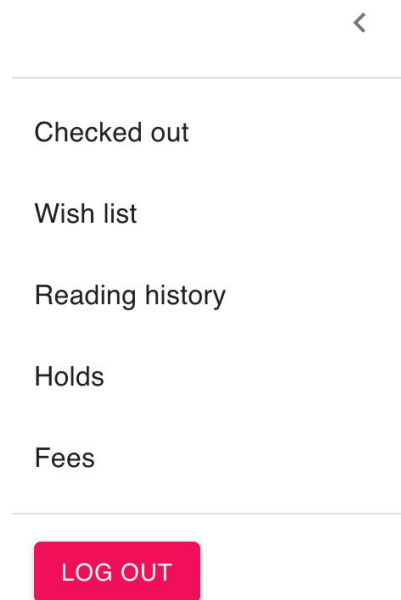 Checked out
Wish list
Reading history
Holds
Fees
LOG OUT